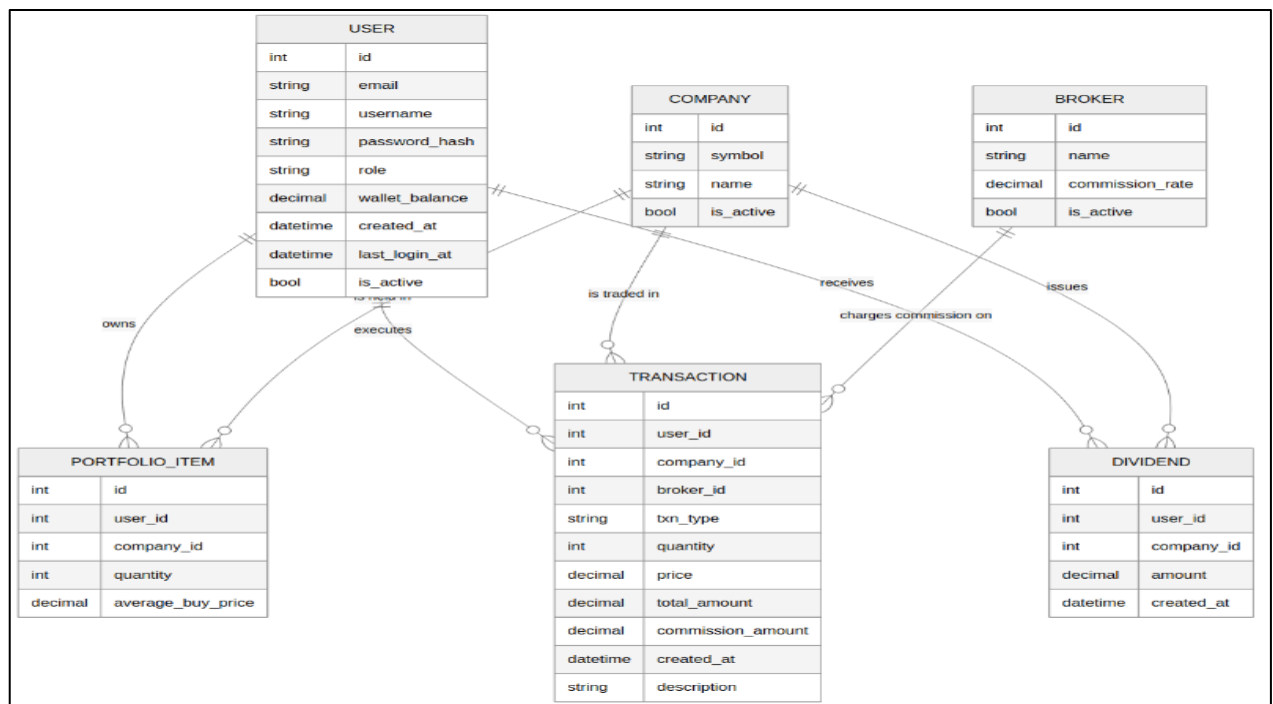 USER
int id
string email
string username
string password_hash
string role
decimal wallet_balance
datetime created_at
datetime last_login_at
bool is_active
COMPANY
int id
string symbol
string name
bool is_active
BROKER
int id
string name
decimal commission_rate
bool is_active
owns
is held in
executes
is traded in
receives
charges commission on
issues
PORTFOLIO_ITEM
int id
int user_id
int company_id
int quantity
decimal average_buy_price
TRANSACTION
int id
int user_id
int company_id
int broker_id
string txn_type
int quantity
decimal price
decimal total_amount
decimal commission_amount
datetime created_at
string description
DIVIDEND
int id
int user_id
int company_id
decimal amount
datetime created_at